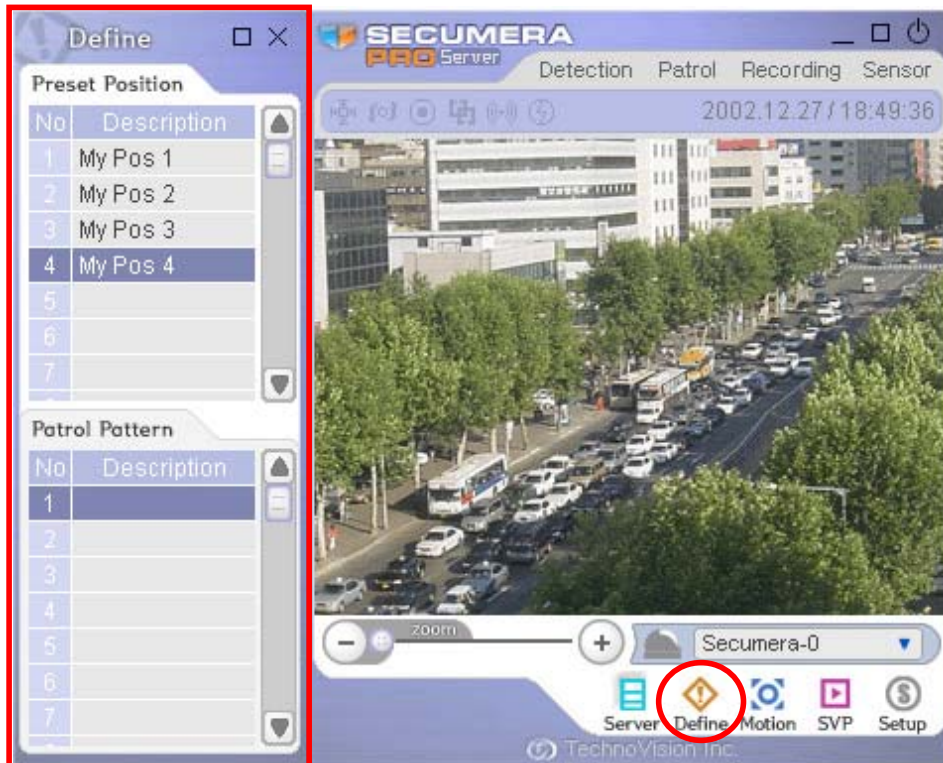 Define
Preset Position
No Description
1 My Pos 1
2 My Pos 2
3 My Pos 3
4 My Pos 4
5
6
7
Patrol Pattern
No Description
1
2
3
4
5
6
7
SECUMERA
PRO Server
Detection Patrol Recording Sensor
2002.12.27 / 18:49:36
zoom
Secumera-0
Server Define Motion SVP Setup
TechnoVision Inc.